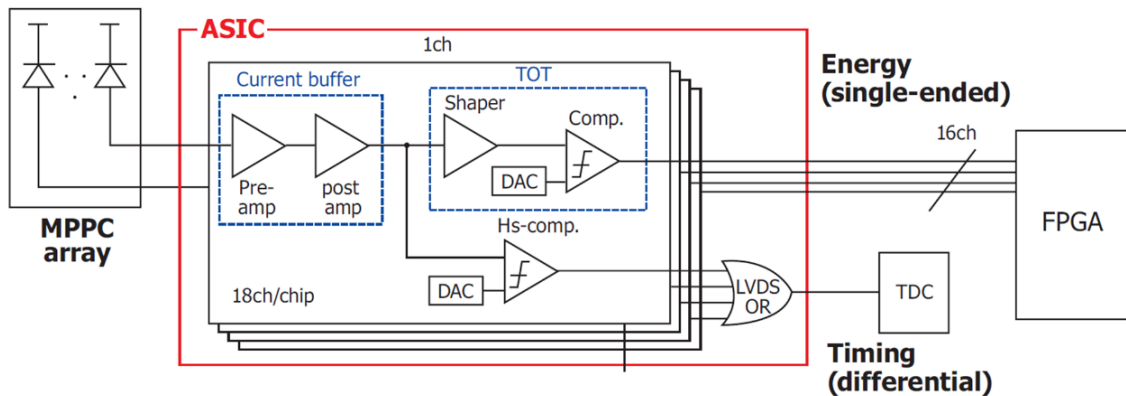 ASIC
1ch
Current buffer
TOT
Shaper
Comp.
DAC
Pre-
amp
post
amp
Hs-comp.
DAC
18ch/chip
LVDS
OR
MPPC
array
Energy
(single-ended)
16ch
FPGA
TDC
Timing
(differential)